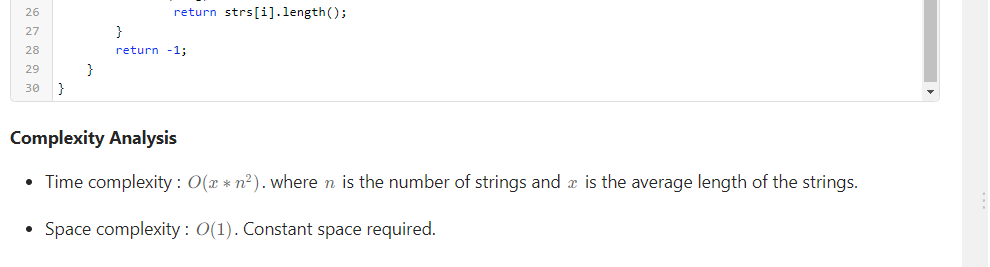 26 return strs[i].length();
27 }
28 return -1;
29 }
30 }
Complexity Analysis
• Time complexity : O(x ∗ n²). where n is the number of strings and x is the average length of the strings.
• Space complexity : O(1). Constant space required.